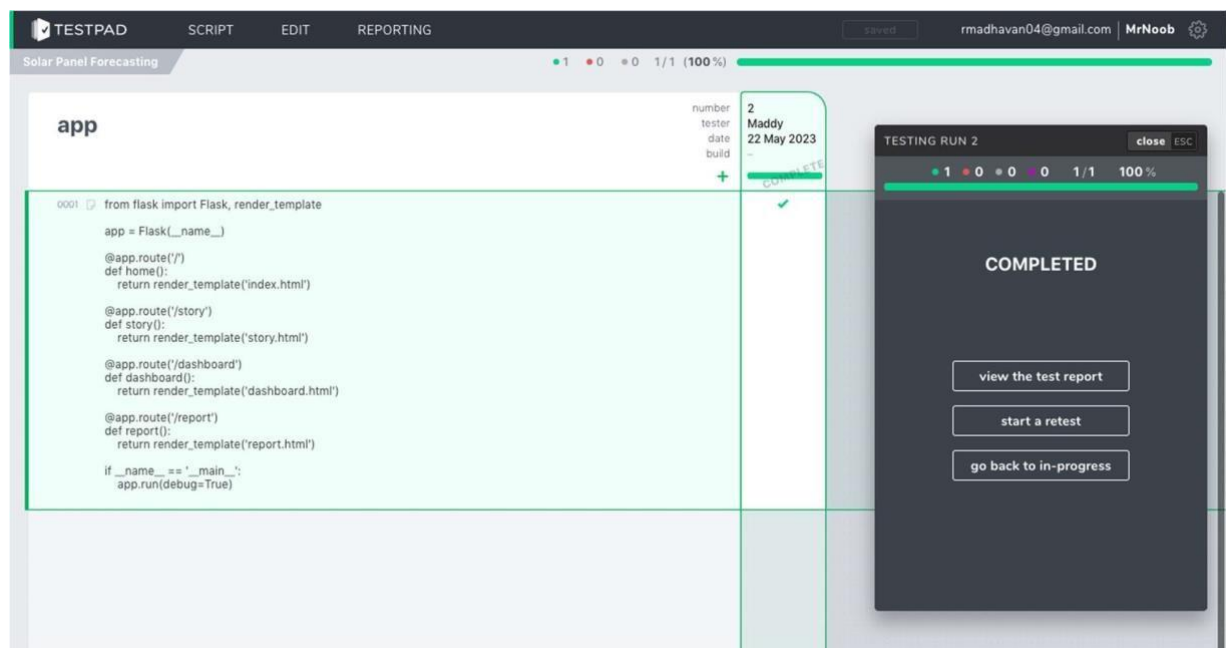 TESTPAD SCRIPT EDIT REPORTING saved rmadhavan04@gmail.com MrNoob
Solar Panel Forecasting 1 0 0 1/1 (100%)
app
number 2
tester Maddy
date 22 May 2023
build –
+ COMPLETE
0001 from flask import Flask, render_template
app = Flask(__name__)
@app.route('/')
def home():
return render_template('index.html')
@app.route('/story')
def story():
return render_template('story.html')
@app.route('/dashboard')
def dashboard():
return render_template('dashboard.html')
@app.route('/report')
def report():
return render_template('report.html')
if __name__ == '__main__':
app.run(debug=True)
TESTING RUN 2 close ESC
1 0 0 0 1/1 100%
COMPLETED
view the test report
start a retest
go back to in-progress